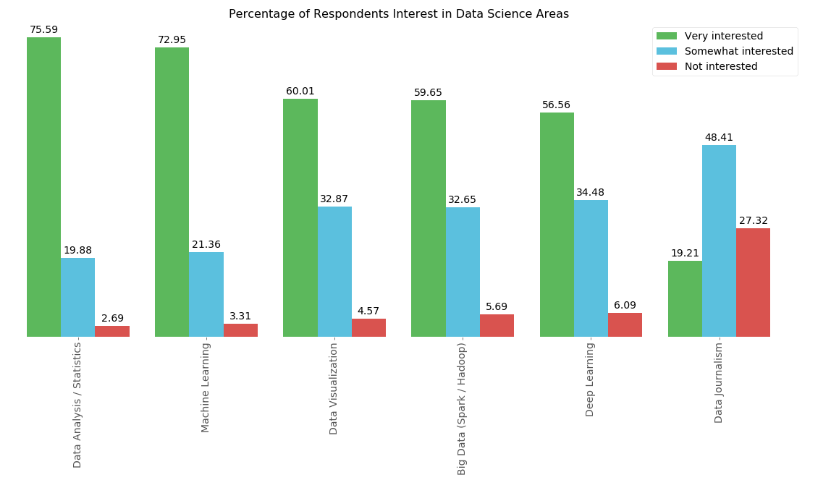 Percentage of Respondents Interest in Data Science Areas
Very interested
Somewhat interested
Not interested
75.59
19.88
2.69
72.95
21.36
3.31
60.01
32.87
4.57
59.65
32.65
5.69
56.56
34.48
6.09
19.21
48.41
27.32
Data Analysis / Statistics
Machine Learning
Data Visualization
Big Data (Spark / Hadoop)
Deep Learning
Data Journalism